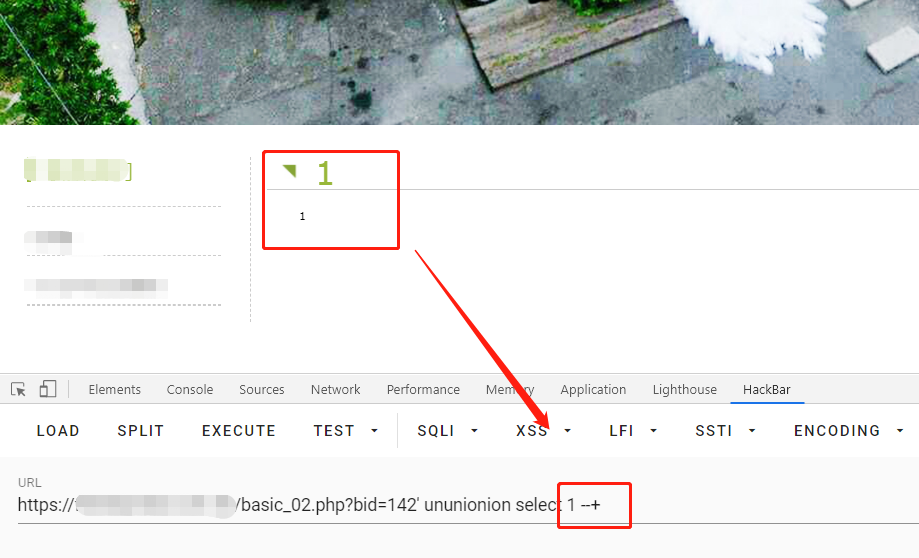 ]
1
1
Elements Console Sources Network Performance Memory Application Lighthouse HackBar
LOAD SPLIT EXECUTE TEST SQLI XSS LFI SSTI ENCODING
URL
https:// /basic_02.php?bid=142' ununionion select 1 --+